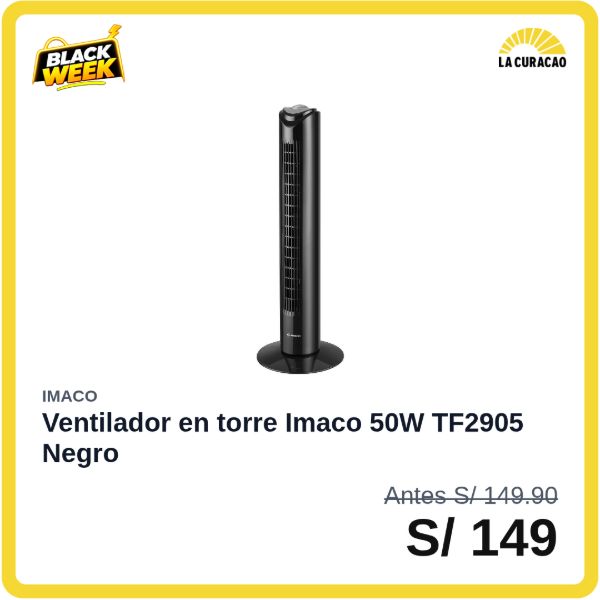 BLACK
WEEK
LA CURACAO
IMACO
Ventilador en torre Imaco 50W TF2905
Negro
Antes S/ 149.90
S/ 149